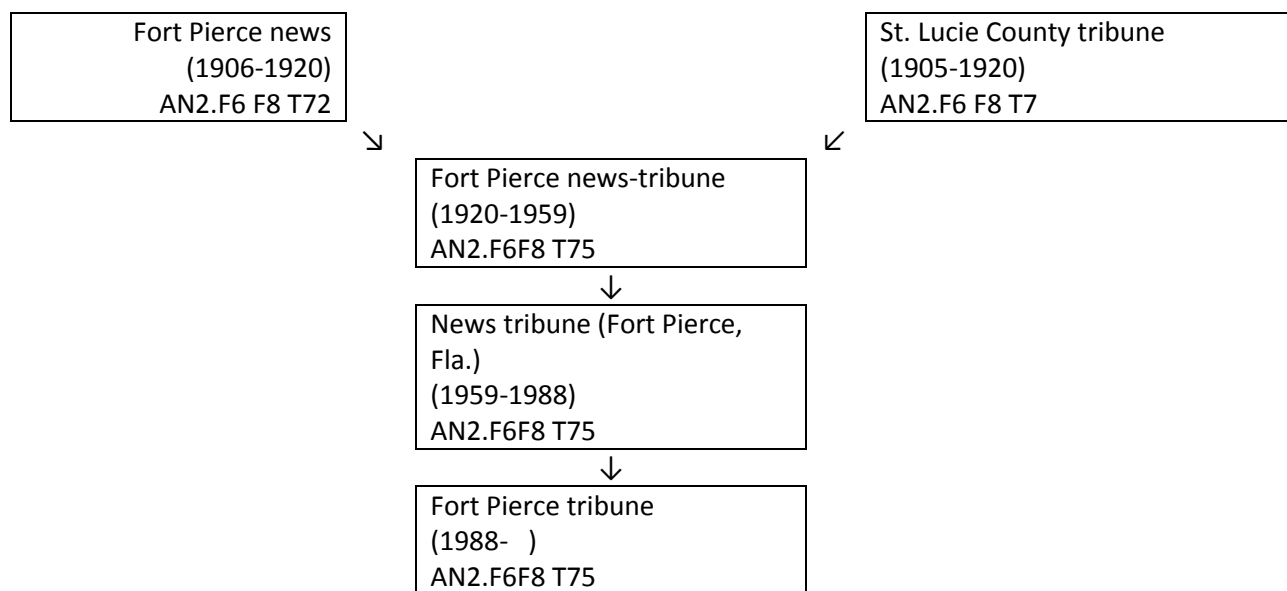 Fort Pierce news
(1906-1920)
AN2.F6 F8 T72
St. Lucie County tribune
(1905-1920)
AN2.F6 F8 T7
Fort Pierce news-tribune
(1920-1959)
AN2.F6F8 T75
News tribune (Fort Pierce,
Fla.)
(1959-1988)
AN2.F6F8 T75
Fort Pierce tribune
(1988-   )
AN2.F6F8 T75